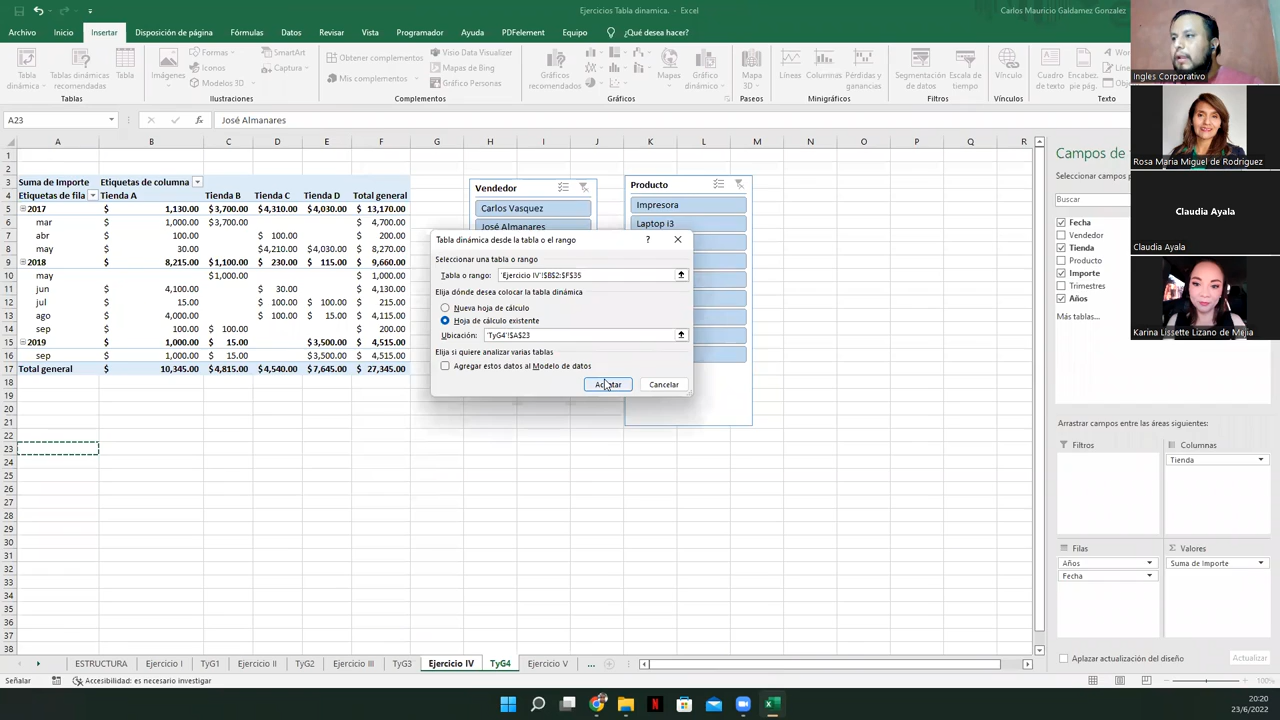 Ejercicios Tabla dinamica. - Excel
Carlos Mauricio Galdamez Gonzalez
Archivo Inicio Insertar Disposición de página Fórmulas Datos Revisar Vista Programador Ayuda PDFelement Equipo ¿Qué desea hacer?
Tabla dinámica
Tablas dinámicas recomendadas
Tabla
Imágenes
Formas
Iconos
Modelos 3D
SmartArt
Captura
Obtener complementos
Mis complementos
Visio Data Visualizer
Mapas de Bing
Gráfico Personas
Gráficos recomendados
Mapas
Gráfico dinámico
Mapa 3D
Líneas
Columnas
Pérdidas y ganancias
Segmentación de datos
Escala de tiempo
Vínculo
Cuadro de texto
Encabez. pie pág.
Tablas Ilustraciones Complementos Gráficos Paseos Minigráficos Filtros Vínculos Texto
A23 José Almanares
A B C D E F G H I J K L M N O P Q R
3 Suma de Importe Etiquetas de columna
4 Etiquetas de fila Tienda A Tienda B Tienda C Tienda D Total general
5 2017 $ 1,130.00 $3,700.00 $4,310.00 $4,030.00 $ 13,170.00
6 mar $ 1,000.00 $3,700.00 $ 4,700.00
7 abr $ 100.00 $ 100.00 $ 200.00
8 may $ 30.00 $4,210.00 $4,030.00 $ 8,270.00
9 2018 $ 8,215.00 $1,100.00 $ 230.00 $ 115.00 $ 9,660.00
10 may $1,000.00 $ 1,000.00
11 jun $ 4,100.00 $ 30.00 $ 4,130.00
12 jul $ 15.00 $ 100.00 $ 100.00 $ 215.00
13 ago $ 4,000.00 $ 100.00 $ 15.00 $ 4,115.00
14 sep $ 100.00 $ 100.00 $ 200.00
15 2019 $ 1,000.00 $ 15.00 $3,500.00 $ 4,515.00
16 sep $ 1,000.00 $ 15.00 $3,500.00 $ 4,515.00
17 Total general $ 10,345.00 $4,815.00 $4,540.00 $7,645.00 $ 27,345.00
Vendedor
Carlos Vasquez
José Almanares
Producto
Impresora
Laptop i3
Tabla dinámica desde la tabla o el rango ?
Seleccionar una tabla o rango
Tabla o rango: 'Ejercicio IV'!$B$2:$F$35
Elija dónde desea colocar la tabla dinámica
Nueva hoja de cálculo
Hoja de cálculo existente
Ubicación: 'TyG4'!$A$23
Elija si quiere analizar varias tablas
Agregar estos datos al Modelo de datos
Aceptar Cancelar
Campos de
Seleccionar campos
Buscar
Fecha
Vendedor
Tienda
Producto
Importe
Trimestres
Años
Más tablas...
Arrastrar campos entre las áreas siguientes:
Filtros Columnas
Tienda
Filas Valores
Años Suma de Importe
Fecha
Aplazar actualización del diseño Actualizar
Ingles Corporativo
Rosa Maria Miguel de Rodriguez
Claudia Ayala
Claudia Ayala
Karina Lissette Lizano de Mejia
ESTRUCTURA Ejercicio I TyG1 Ejercicio II TyG2 Ejercicio III TyG3 Ejercicio IV TyG4 Ejercicio V ...
Señalar Accesibilidad: es necesario investigar 100%
20:20
23/6/2022